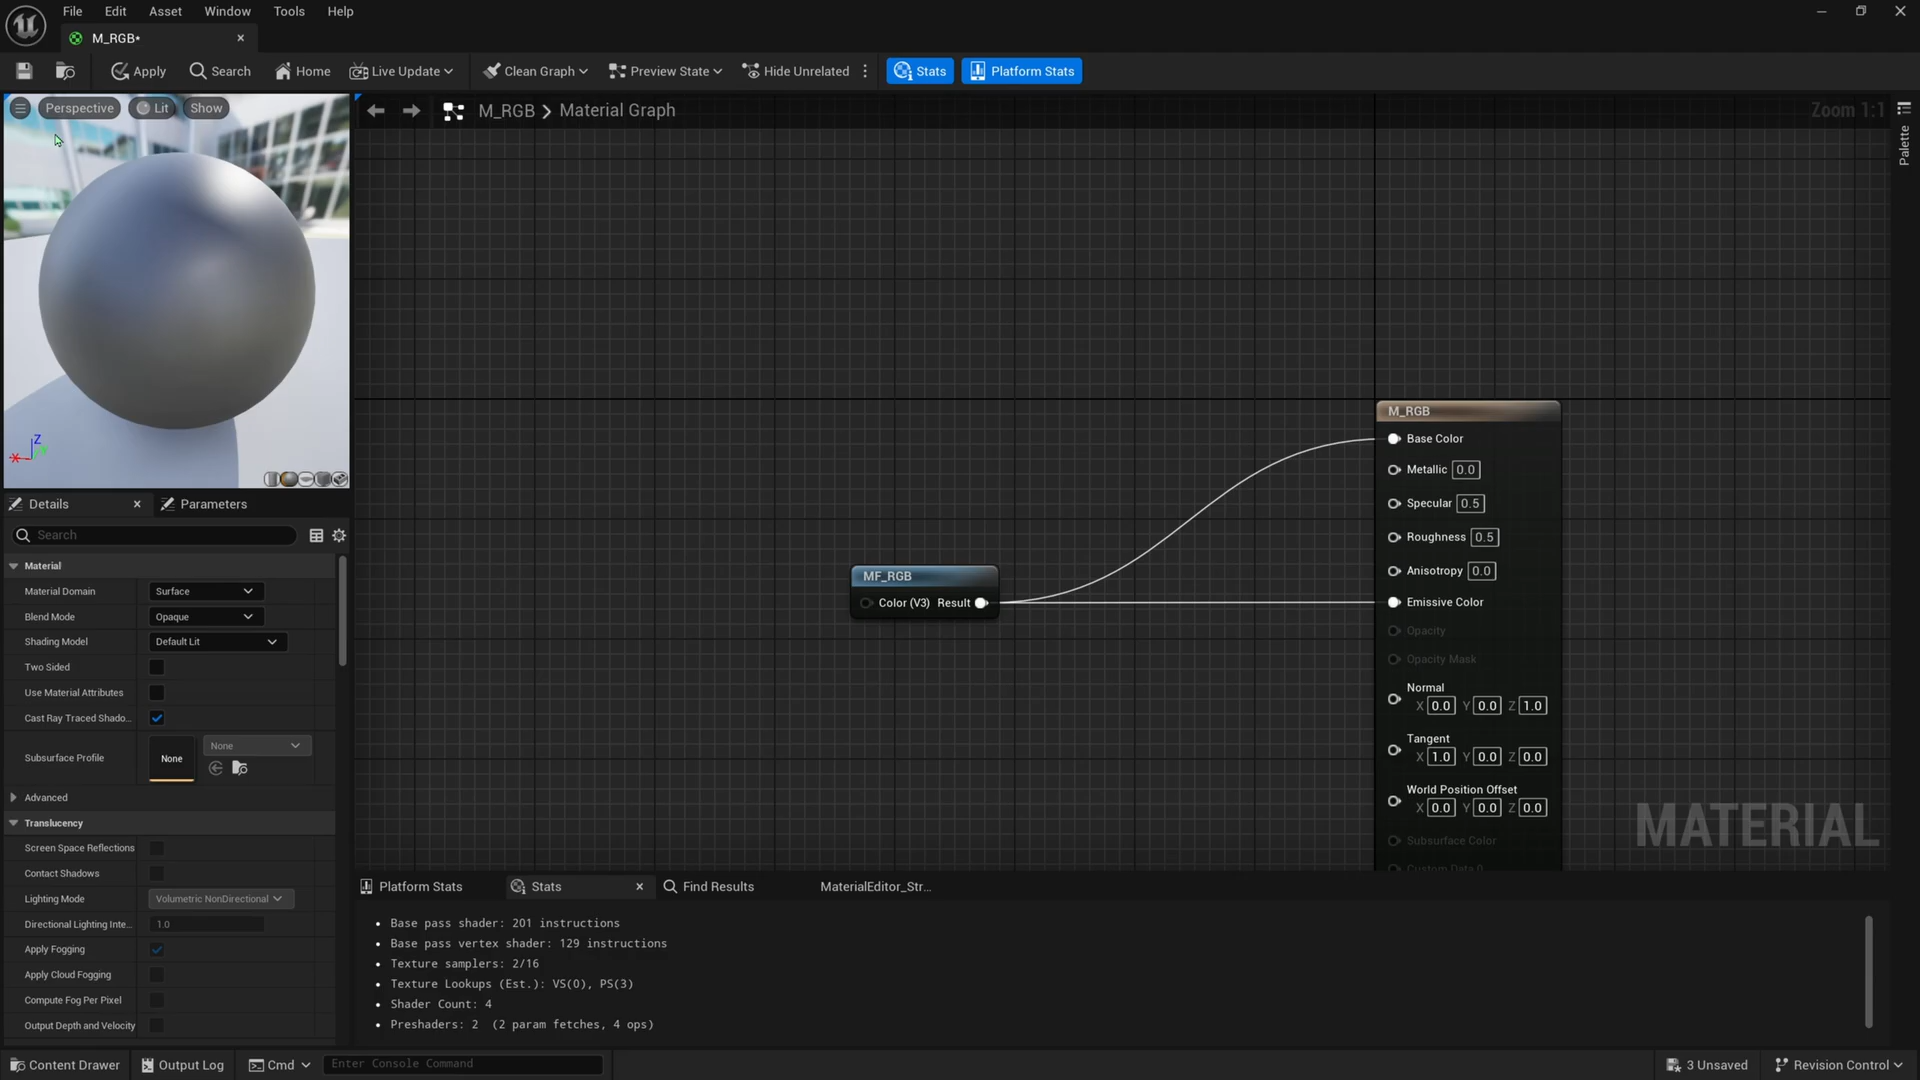 File Edit Asset Window Tools Help
M_RGB*
Apply Search Home Live Update Clean Graph Preview State Hide Unrelated Stats Platform Stats
Perspective Lit Show
M_RGB > Material Graph
Zoom 1:1
Palette
Z
M_RGB
Base Color
Metallic 0.0
Specular 0.5
Roughness 0.5
Anisotropy 0.0
Emissive Color
Opacity
Opacity Mask
Normal
X 0.0 Y 0.0 Z 1.0
Tangent
X 1.0 Y 0.0 Z 0.0
World Position Offset
X 0.0 Y 0.0 Z 0.0
Subsurface Color
Custom Data 0
MF_RGB
Color (V3) Result
MATERIAL
Details Parameters
Search
Material
Material Domain Surface
Blend Mode Opaque
Shading Model Default Lit
Two Sided
Use Material Attributes
Cast Ray Traced Shado...
Subsurface Profile None None
Advanced
Translucency
Screen Space Reflections
Contact Shadows
Lighting Mode Volumetric NonDirectional
Directional Lighting Inte... 1.0
Apply Fogging
Apply Cloud Fogging
Compute Fog Per Pixel
Output Depth and Velocity
Platform Stats Stats Find Results MaterialEditor_Str...
• Base pass shader: 201 instructions
• Base pass vertex shader: 129 instructions
• Texture samplers: 2/16
• Texture Lookups (Est.): VS(0), PS(3)
• Shader Count: 4
• Preshaders: 2 (2 param fetches, 4 ops)
Content Drawer Output Log Cmd Enter Console Command 3 Unsaved Revision Control